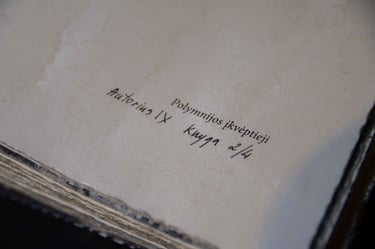 Polymnijos įkvėptieji
Autorius IX Knyga 2/4